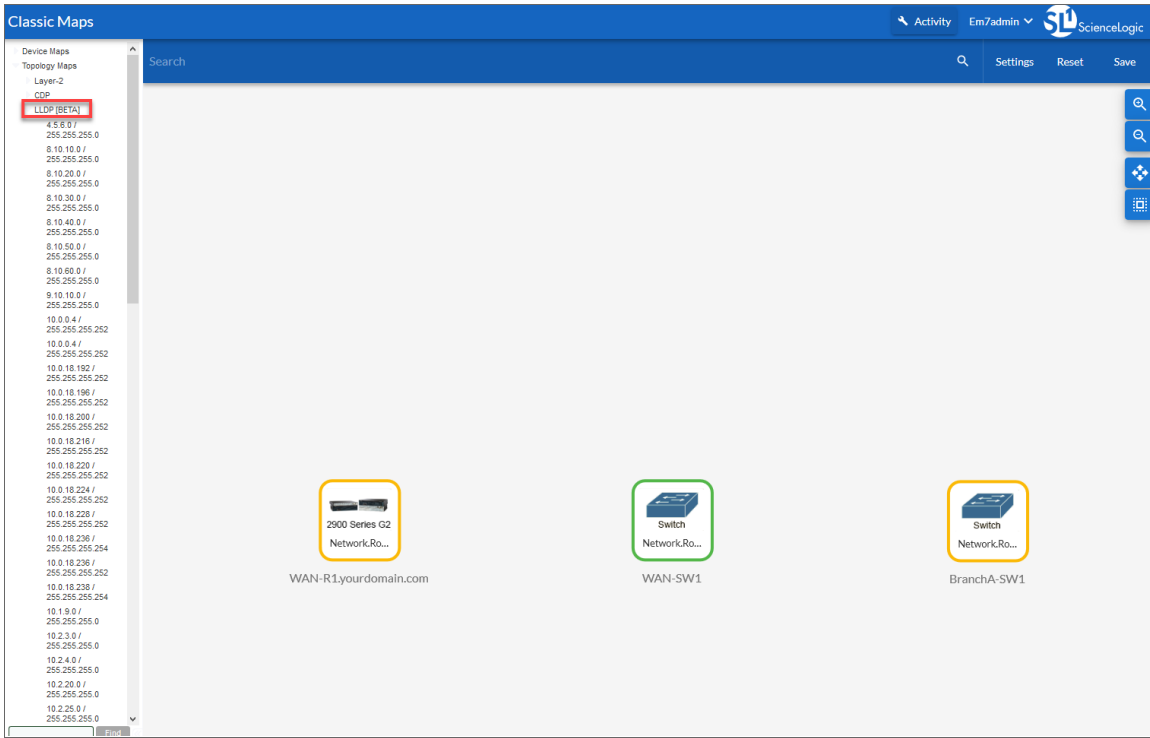 Classic Maps
Activity
Em7admin
SL1 ScienceLogic
Search
Settings
Reset
Save
Device Maps
Topology Maps
Layer-2
CDP
LLDP [BETA]
4.5.6.0 /
255.255.255.0
8.10.10.0 /
255.255.255.0
8.10.20.0 /
255.255.255.0
8.10.30.0 /
255.255.255.0
8.10.40.0 /
255.255.255.0
8.10.50.0 /
255.255.255.0
8.10.60.0 /
255.255.255.0
9.10.10.0 /
255.255.255.0
10.0.0.4 /
255.255.255.252
10.0.0.4 /
255.255.255.252
10.0.18.192 /
255.255.255.252
10.0.18.196 /
255.255.255.252
10.0.18.200 /
255.255.255.252
10.0.18.216 /
255.255.255.252
10.0.18.220 /
255.255.255.252
10.0.18.224 /
255.255.255.252
10.0.18.228 /
255.255.255.252
10.0.18.236 /
255.255.255.254
10.0.18.236 /
255.255.255.252
10.0.18.238 /
255.255.255.254
10.1.9.0 /
255.255.255.0
10.2.3.0 /
255.255.255.0
10.2.4.0 /
255.255.255.0
10.2.20.0 /
255.255.255.0
10.2.25.0 /
255.255.255.0
Find
2900 Series G2
Network.Ro...
WAN-R1.yourdomain.com
Switch
Network.Ro...
WAN-SW1
Switch
Network.Ro...
BranchA-SW1